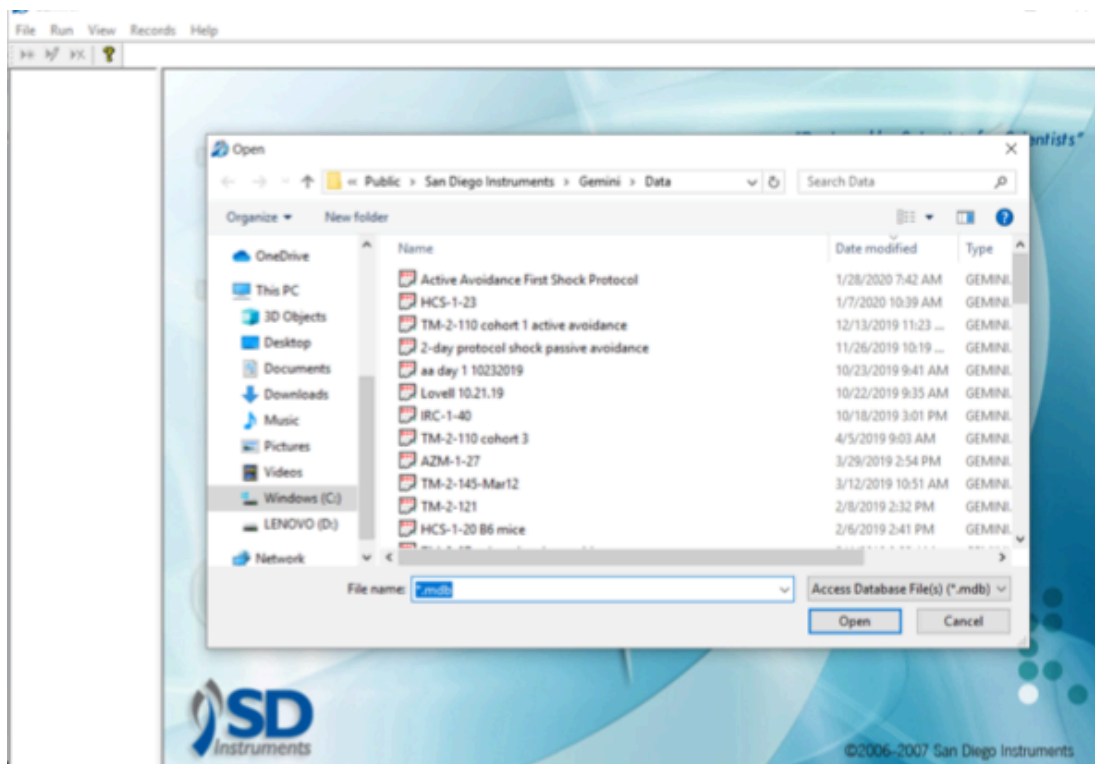 File Run View Records Help
Scientists"
Open
« Public > San Diego Instruments > Gemini > Data
Search Data
Organize
New folder
Name
Date modified
Type
OneDrive
This PC
3D Objects
Desktop
Documents
Downloads
Music
Pictures
Videos
Windows (C:)
LENOVO (D:)
Network
Active Avoidance First Shock Protocol 1/28/2020 7:42 AM GEMINI.
HCS-1-23 1/7/2020 10:39 AM GEMINI.
TM-2-110 cohort 1 active avoidance 12/13/2019 11:23 ... GEMINI.
2-day protocol shock passive avoidance 11/26/2019 10:19 ... GEMINI.
aa day 1 10232019 10/23/2019 9:41 AM GEMINI.
Lovell 10.21.19 10/22/2019 9:35 AM GEMINI.
IRC-1-40 10/18/2019 3:01 PM GEMINI.
TM-2-110 cohort 3 4/5/2019 9:03 AM GEMINI.
AZM-1-27 3/29/2019 2:54 PM GEMINI.
TM-2-145-Mar12 3/12/2019 10:51 AM GEMINI.
TM-2-121 2/8/2019 2:32 PM GEMINI.
HCS-1-20 B6 mice 2/6/2019 2:41 PM GEMINI.
File name: *.mdb
Access Database File(s) (*.mdb)
Open
Cancel
SD
Instruments
©2006-2007 San Diego Instruments